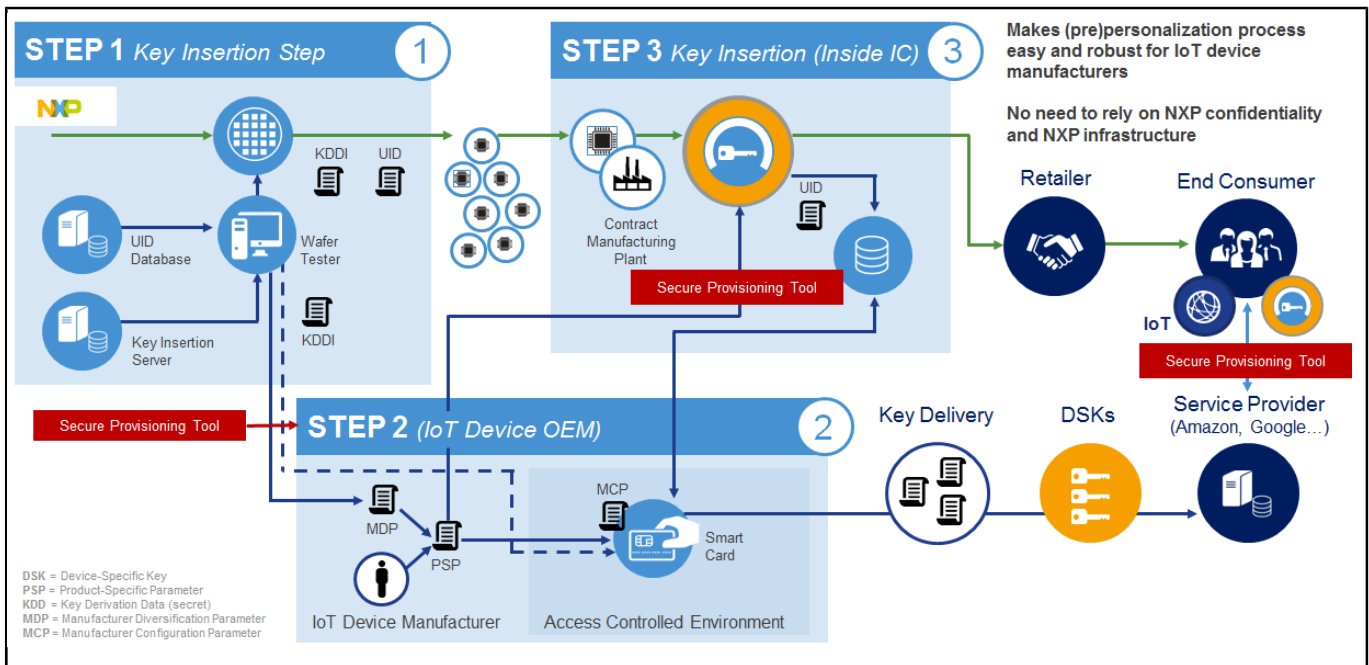 STEP 1 Key Insertion Step
1
NXP
KDDI
UID
UID
Database
Wafer
Tester
KDDI
Key Insertion
Server
STEP 3 Key Insertion (Inside IC)
3
Contract
Manufacturing
Plant
UID
Secure Provisioning Tool
Makes (pre)personalization process
easy and robust for IoT device
manufacturers
No need to rely on NXP confidentiality
and NXP infrastructure
Retailer
End Consumer
IoT
Secure Provisioning Tool
Service Provider
(Amazon, Google…)
Secure Provisioning Tool
STEP 2 (IoT Device OEM)
2
MDP
PSP
IoT Device Manufacturer
MCP
Smart
Card
Access Controlled Environment
Key Delivery
DSKs
DSK = Device-Specific Key
PSP = Product-Specific Parameter
KDD = Key Derivation Data (secret)
MDP = Manufacturer Diversification Parameter
MCP = Manufacturer Configuration Parameter